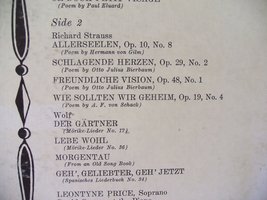 (Poem by Paul Eluard)
Side 2
Richard Strauss
ALLERSEELEN, Op. 10, No. 8
(Poem by Hermann von Gilm)
SCHLAGENDE HERZEN, Op. 29, No. 2
(Poem by Otto Julius Bierbaum)
FREUNDLICHE VISION, Op. 48, No. 1
(Poem by Otto Julius Bierbaum)
WIE SOLLTEN WIR GEHEIM, Op. 19, No. 4
(Poem by A. F. von Schack)
Wolf
DER GÄRTNER
(Mörike-Lieder No. 17)
LEBE WOHL
(Mörike-Lieder No. 36)
MORGENTAU
(From an Old Song Book)
GEH', GELIEBTER, GEH' JETZT
(Spanisches Liederbuch No. 34)
LEONTYNE PRICE, Soprano